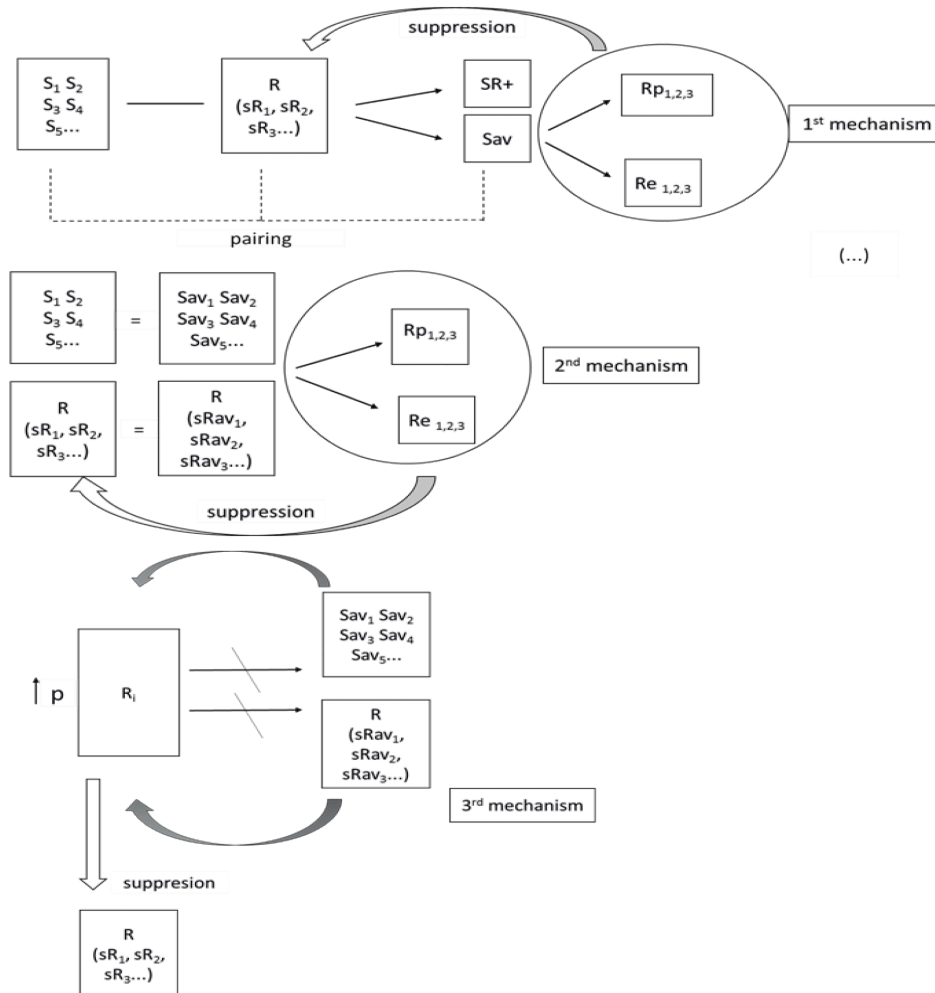 suppression
S₁ S₂
S₃ S₄
S₅...
R
(sR₁, sR₂,
sR₃...)
SR+
Sav
Rp₁,₂,₃
Re ₁,₂,₃
1st mechanism
pairing
(...)
S₁ S₂
S₃ S₄
S₅...
=
Sav₁ Sav₂
Sav₃ Sav₄
Sav₅...
R
(sR₁, sR₂,
sR₃...)
=
R
(sRav₁,
sRav₂,
sRav₃...)
Rp₁,₂,₃
Re ₁,₂,₃
2nd mechanism
suppression
p
Rᵢ
Sav₁ Sav₂
Sav₃ Sav₄
Sav₅...
R
(sRav₁,
sRav₂,
sRav₃...)
3rd mechanism
suppresion
R
(sR₁, sR₂,
sR₃...)